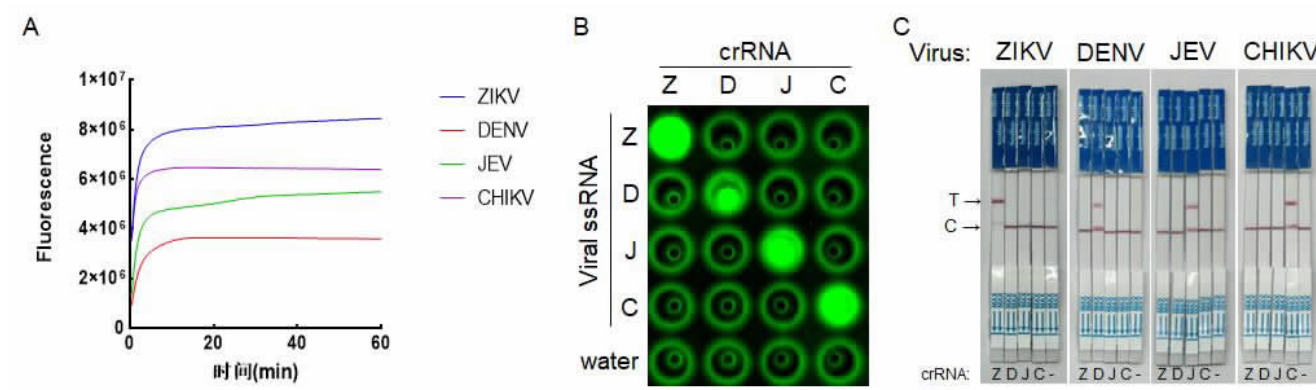 A
Fluorescence
1×10⁷
8×10⁶
6×10⁶
4×10⁶
2×10⁶
0
0 20 40 60
时间(min)
ZIKV
DENV
JEV
CHIKV
B
crRNA
Z D J C
Viral ssRNA
Z
D
J
C
water
C
Virus: ZIKV DENV JEV CHIKV
T →
C →
crRNA: Z D J C - Z D J C - Z D J C - Z D J C -